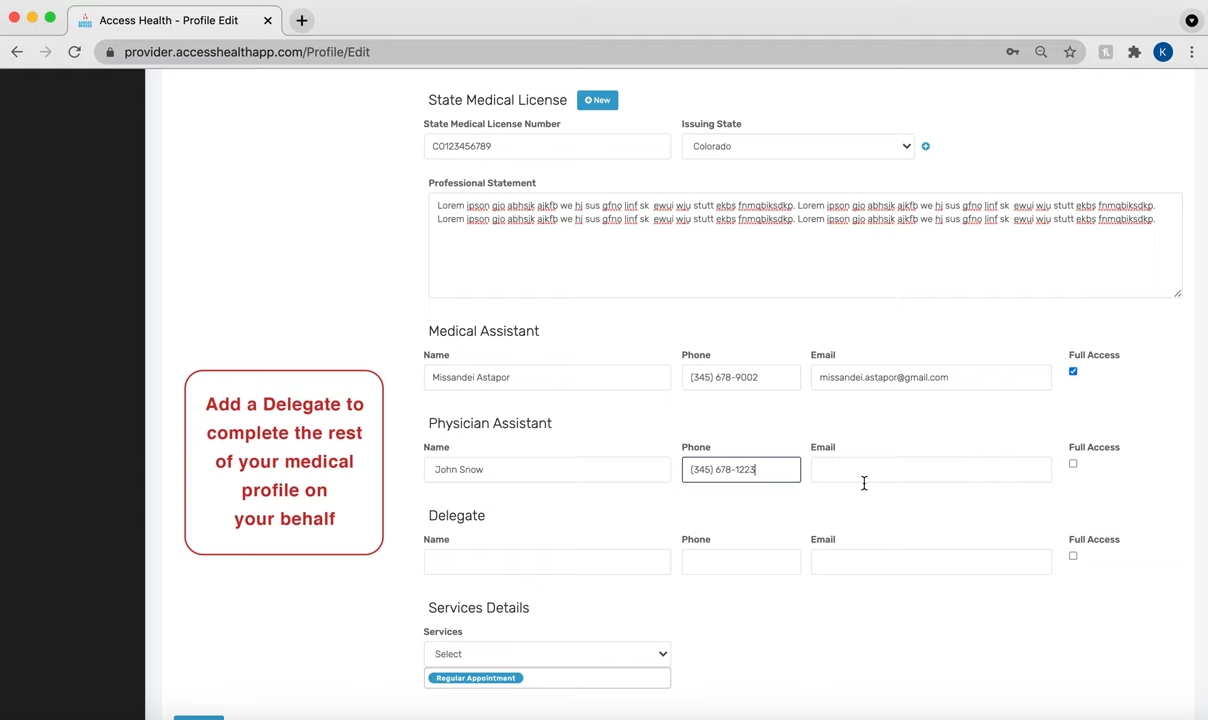 Access Health - Profile Edit
provider.accesshealthapp.com/Profile/Edit
K
State Medical License
New
State Medical License Number
Issuing State
CO123456789
Colorado
Professional Statement
Lorem ipson gjo abhsjk ajkfb we hj sus gfno linf sk ewui wju stutt ekbs fnmqbiksdkp. Lorem ipson gjo abhsjk ajkfb we hj sus gfno linf sk ewui wju stutt ekbs fnmqbiksdkp.
Lorem ipson gjo abhsjk ajkfb we hj sus gfno linf sk ewui wju stutt ekbs fnmqbiksdkp. Lorem ipson gjo abhsjk ajkfb we hj sus gfno linf sk ewui wju stutt ekbs fnmqbiksdkp.
Medical Assistant
Name
Phone
Email
Full Access
Missandei Astapor
(345) 678-9002
missandei.astapor@gmail.com
Add a Delegate to
complete the rest
of your medical
profile on
your behalf
Physician Assistant
Name
Phone
Email
Full Access
John Snow
(345) 678-1223
Delegate
Name
Phone
Email
Full Access
Services Details
Services
Select
Regular Appointment